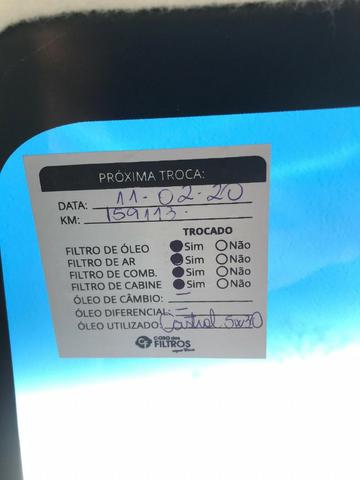 PRÓXIMA TROCA:
DATA: 11-02-20
KM: 159113.
TROCADO
FILTRO DE ÓLEO Sim Não
FILTRO DE AR Sim Não
FILTRO DE COMB. Sim Não
FILTRO DE CABINE Sim Não
ÓLEO DE CÂMBIO: —
ÓLEO DIFERENCIAL: —
ÓLEO UTILIZADO: Castrol 5w30
CF CASA dos
FILTROS